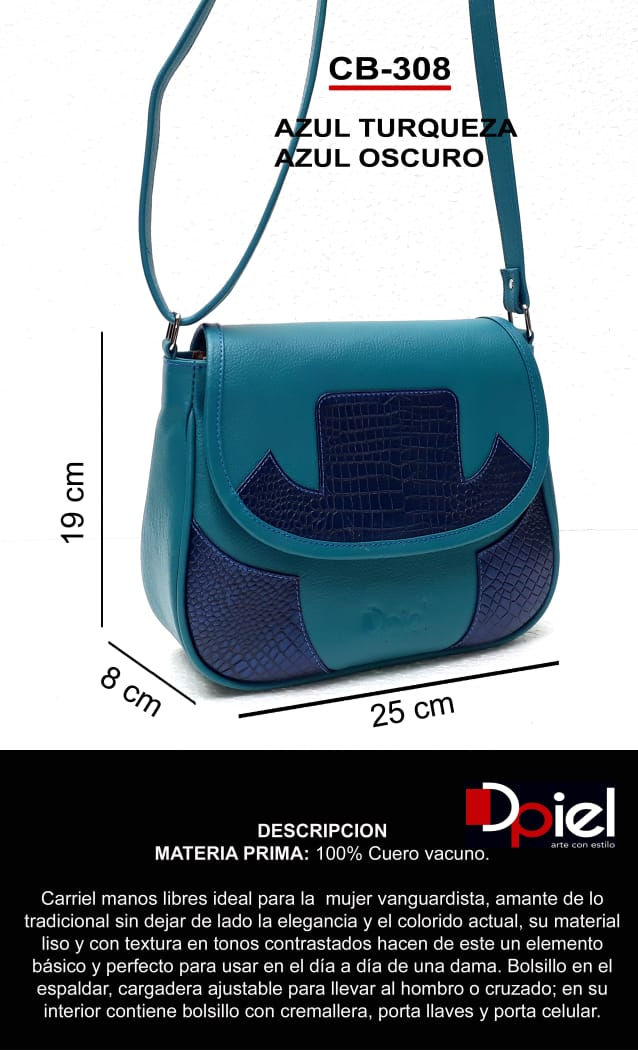 CB-308
AZUL TURQUEZA
AZUL OSCURO
19 cm
8 cm
25 cm
Dpiel
Dpiel
arte con estilo
DESCRIPCION
MATERIA PRIMA: 100% Cuero vacuno.
Carriel manos libres ideal para la mujer vanguardista, amante de lo
tradicional sin dejar de lado la elegancia y el colorido actual, su material
liso y con textura en tonos contrastados hacen de este un elemento
básico y perfecto para usar en el día a día de una dama. Bolsillo en el
espaldar, cargadera ajustable para llevar al hombro o cruzado; en su
interior contiene bolsillo con cremallera, porta llaves y porta celular.